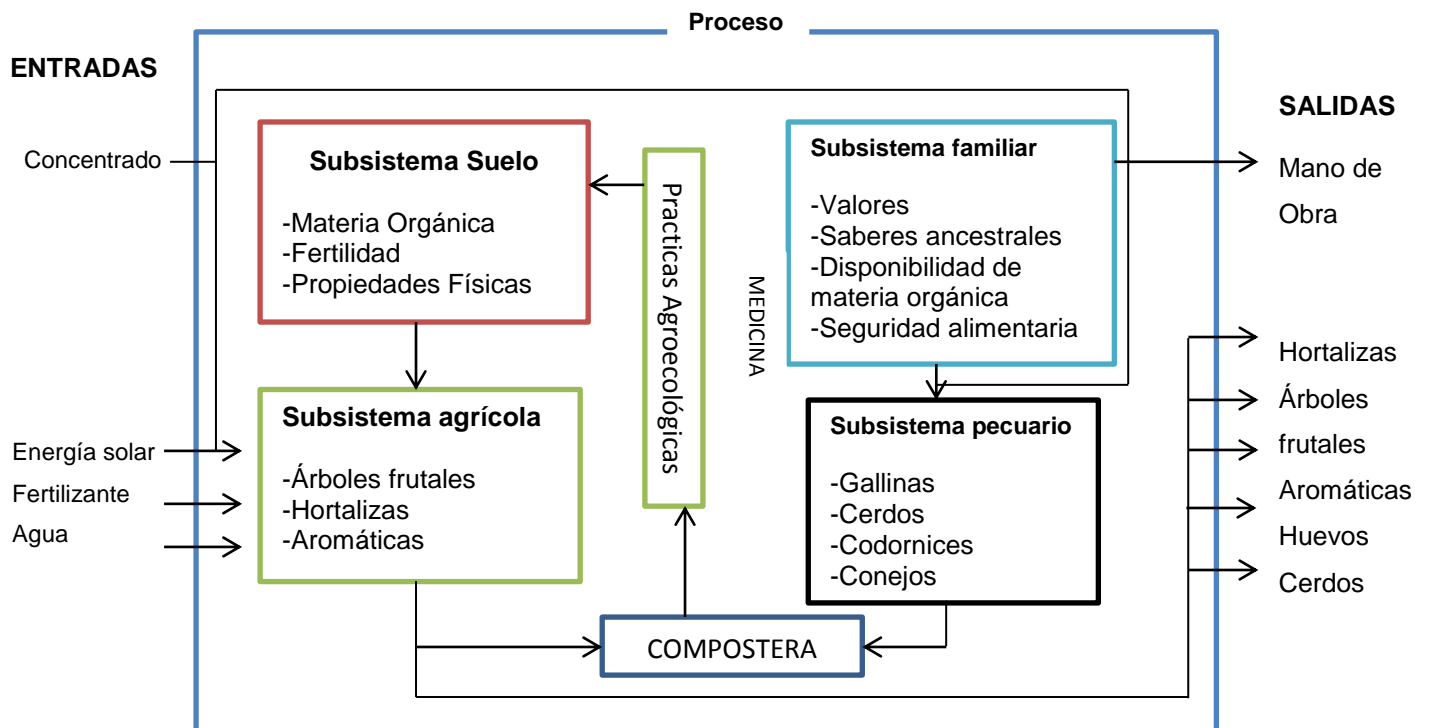 Proceso
ENTRADAS
Concentrado
Energía solar
Fertilizante
Agua
Subsistema Suelo
-Materia Orgánica
-Fertilidad
-Propiedades Físicas
Subsistema agrícola
-Árboles frutales
-Hortalizas
-Aromáticas
Practicas Agroecológicas
MEDICINA
COMPOSTERA
Subsistema familiar
-Valores
-Saberes ancestrales
-Disponibilidad de
materia orgánica
-Seguridad alimentaria
Subsistema pecuario
-Gallinas
-Cerdos
-Codornices
-Conejos
SALIDAS
Mano de
Obra
Hortalizas
Árboles
frutales
Aromáticas
Huevos
Cerdos